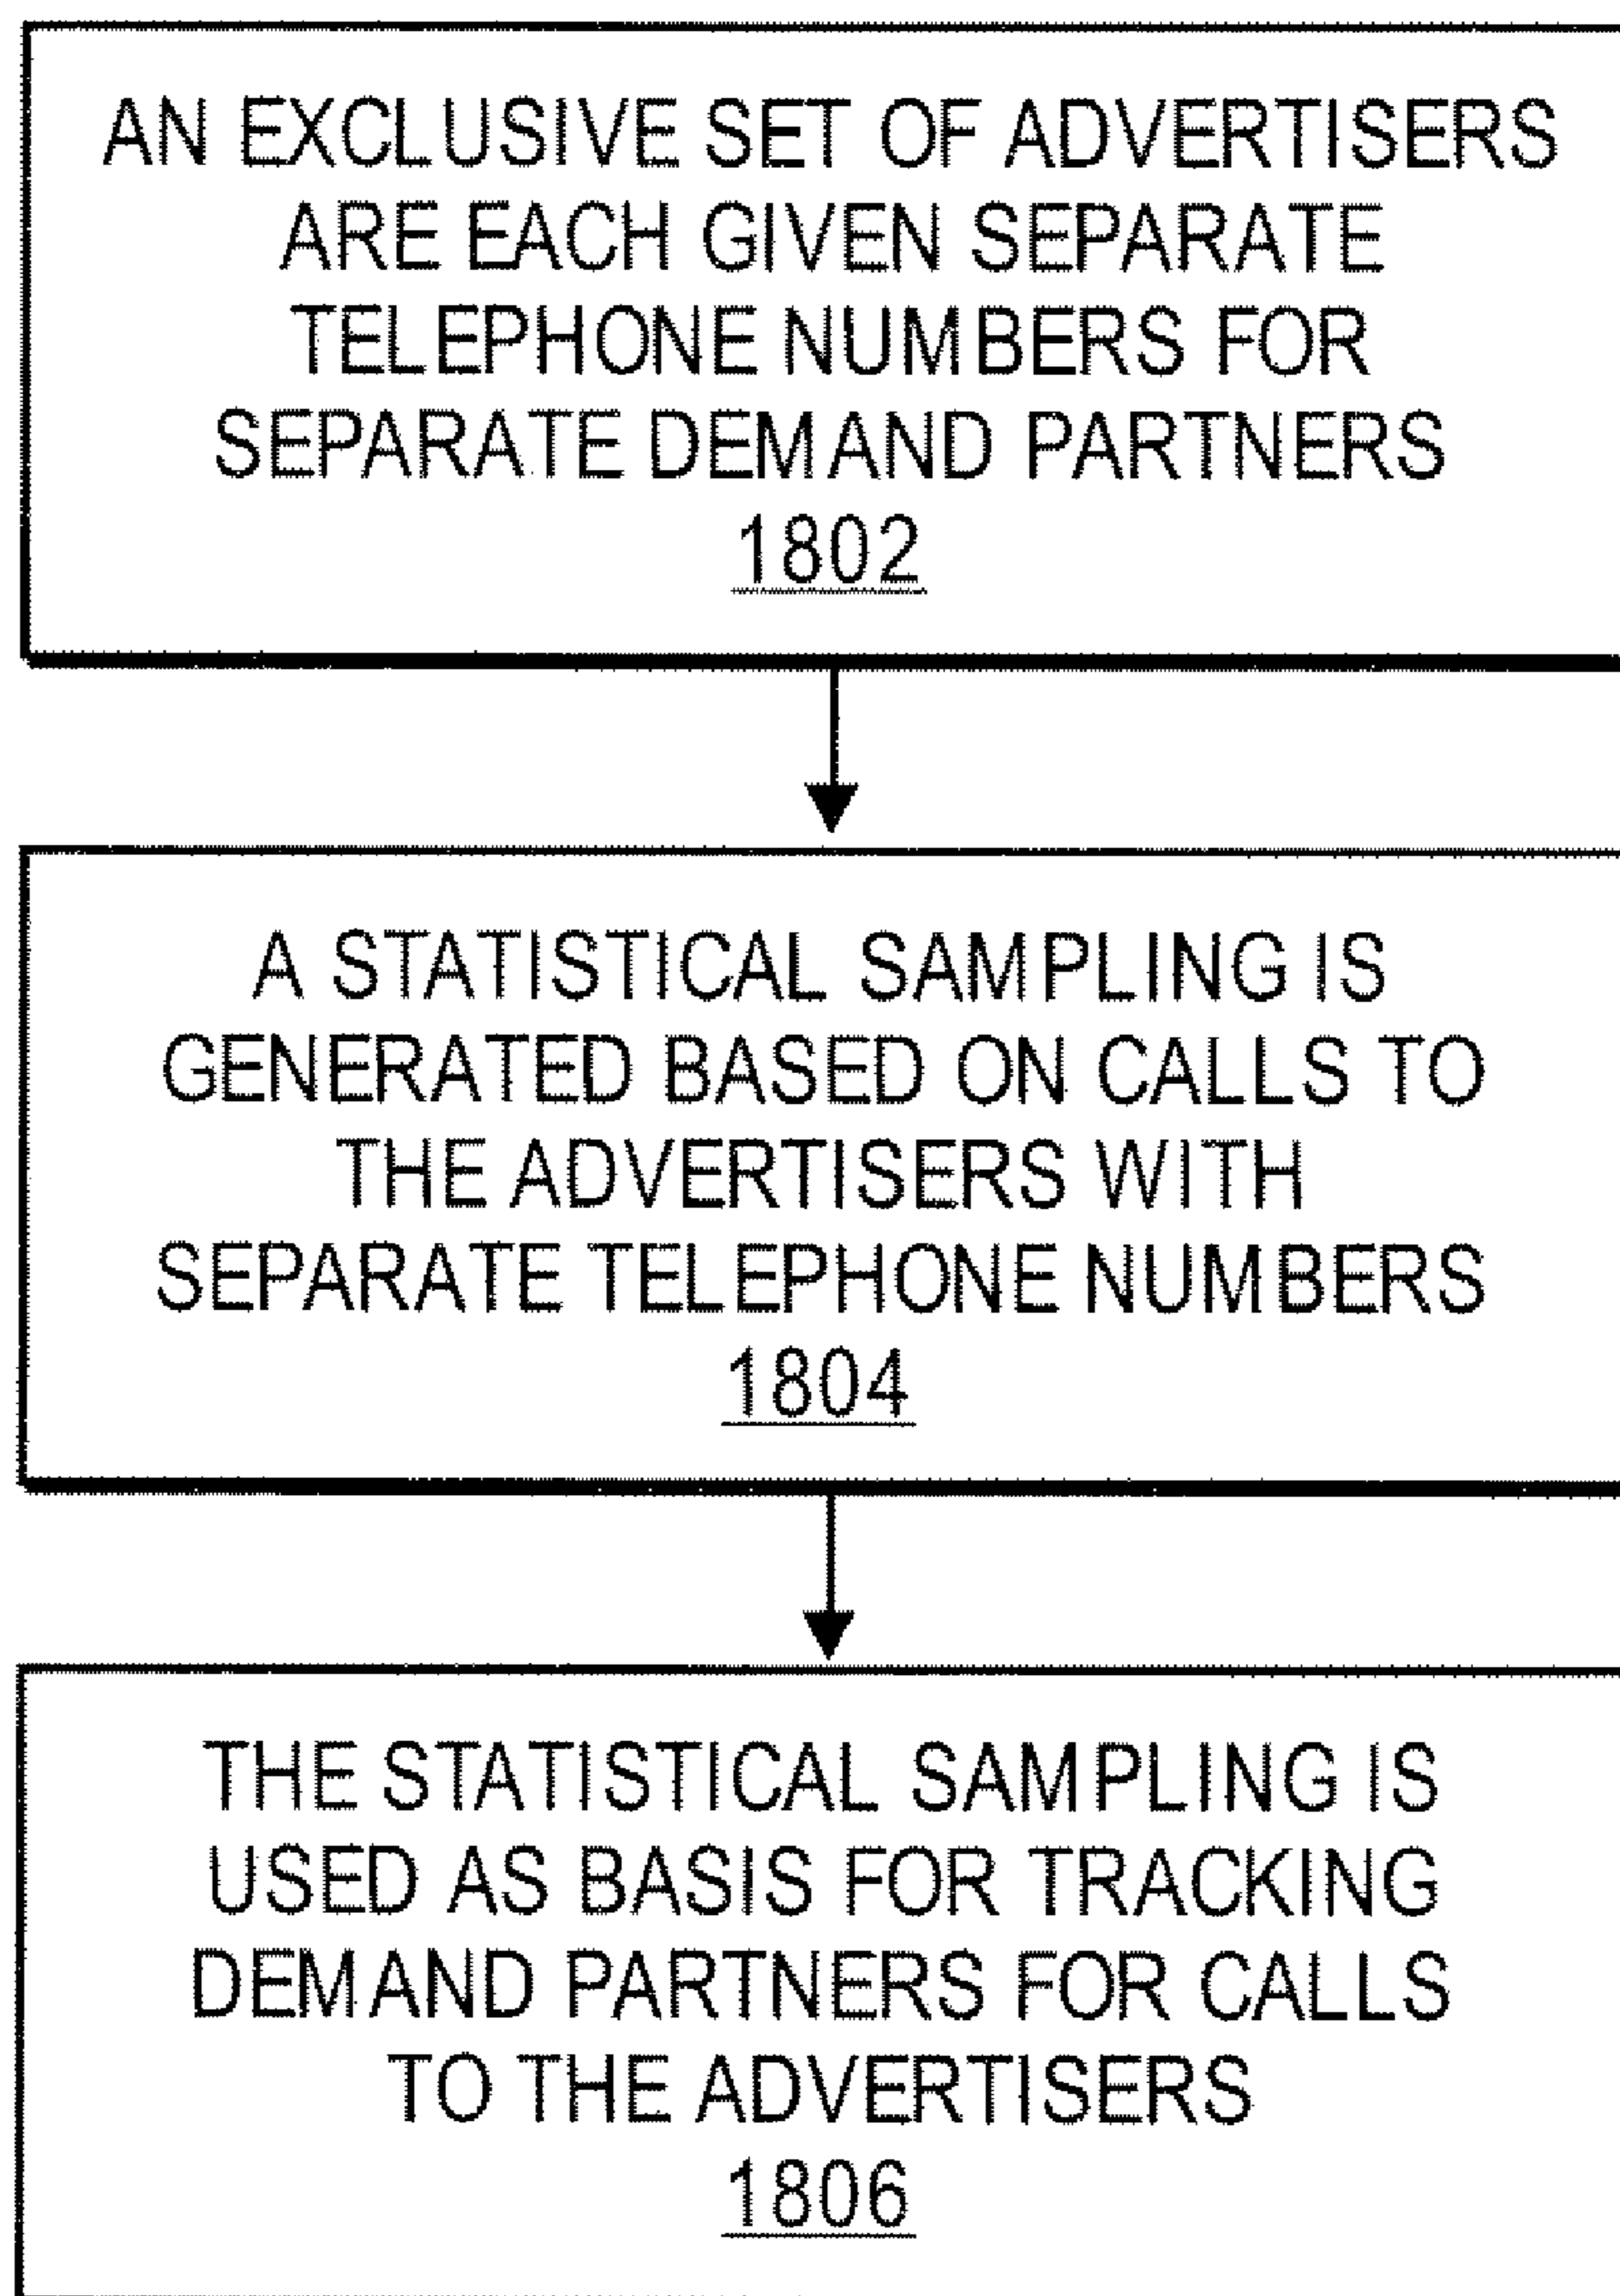 AN EXCLUSIVE SET OF ADVERTISERS
ARE EACH GIVEN SEPARATE
TELEPHONE NUMBERS FOR
SEPARATE DEMAND PARTNERS
1802
A STATISTICAL SAMPLING IS
GENERATED BASED ON CALLS TO
THE ADVERTISERS WITH
SEPARATE TELEPHONE NUMBERS
1804
THE STATISTICAL SAMPLING IS
USED AS BASIS FOR TRACKING
DEMAND PARTNERS FOR CALLS
TO THE ADVERTISERS
1806